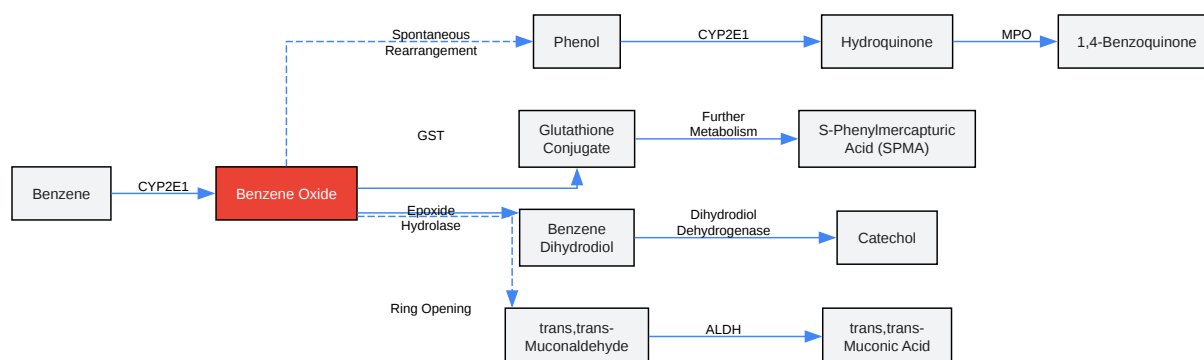 Spontaneous
Rearrangement
Phenol
CYP2E1
Hydroquinone
MPO
1,4-Benzoquinone
GST
Glutathione
Conjugate
Further
Metabolism
S-Phenylmercapturic
Acid (SPMA)
Benzene
CYP2E1
Benzene Oxide
Epoxide
Hydrolase
Benzene
Dihydrodiol
Dihydrodiol
Dehydrogenase
Catechol
Ring Opening
trans,trans-
Muconaldehyde
ALDH
trans,trans-
Muconic Acid